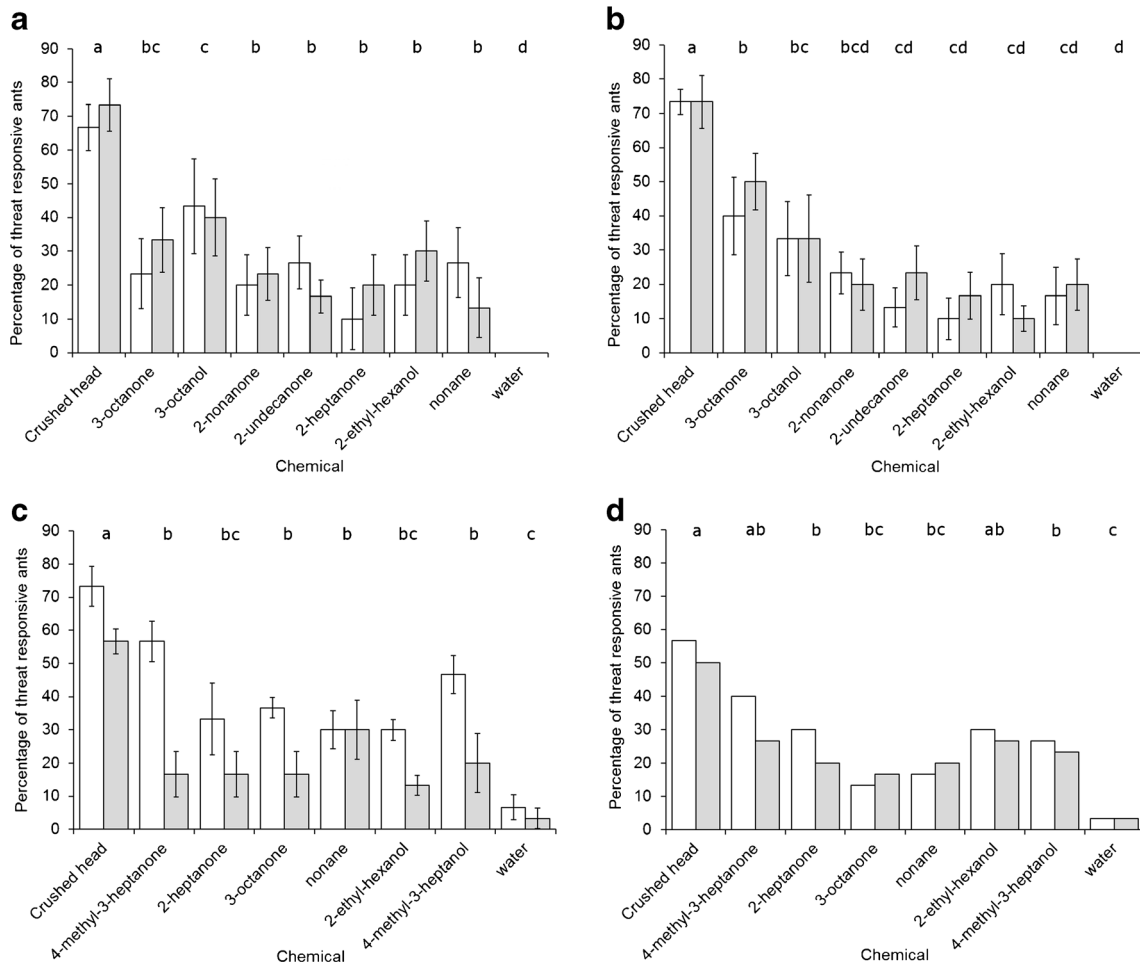 a
a bc c b b b b b d
Percentage of threat responsive ants
90
80
70
60
50
40
30
20
10
0
Crushed head
3-octanone
3-octanol
2-nonanone
2-undecanone
2-heptanone
2-ethyl-hexanol
nonane
water
Chemical
b
a b bc bcd cd cd cd cd d
Percentage of threat responsive ants
90
80
70
60
50
40
30
20
10
0
Crushed head
3-octanone
3-octanol
2-nonanone
2-undecanone
2-heptanone
2-ethyl-hexanol
nonane
water
Chemical
c
a b bc b b bc b c
Percentage of threat responsive ants
90
80
70
60
50
40
30
20
10
0
Crushed head
4-methyl-3-heptanone
2-heptanone
3-octanone
nonane
2-ethyl-hexanol
4-methyl-3-heptanol
water
Chemical
d
a ab b bc bc ab b c
Percentage of threat responsive ants
90
80
70
60
50
40
30
20
10
0
Crushed head
4-methyl-3-heptanone
2-heptanone
3-octanone
nonane
2-ethyl-hexanol
4-methyl-3-heptanol
water
Chemical